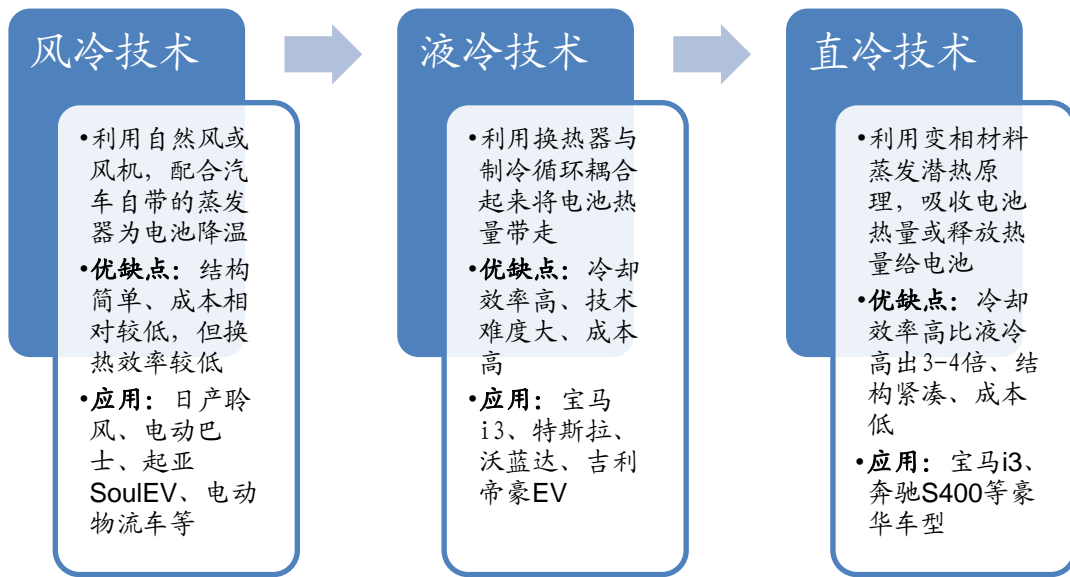 风冷技术
•利用自然风或
风机，配合汽
车自带的蒸发
器为电池降温
•优缺点：结构
简单、成本相
对较低，但换
热效率较低
•应用：日产聆
风、电动巴
士、起亚
SoulEV、电动
物流车等
液冷技术
•利用换热器与
制冷循环耦合
起来将电池热
量带走
•优缺点：冷却
效率高、技术
难度大、成本
高
•应用：宝马
i3、特斯拉、
沃蓝达、吉利
帝豪EV
直冷技术
•利用变相材料
蒸发潜热原
理，吸收电池
热量或释放热
量给电池
•优缺点：冷却
效率高比液冷
高出3-4倍、结
构紧凑、成本
低
•应用：宝马i3、
奔驰S400等豪
华车型